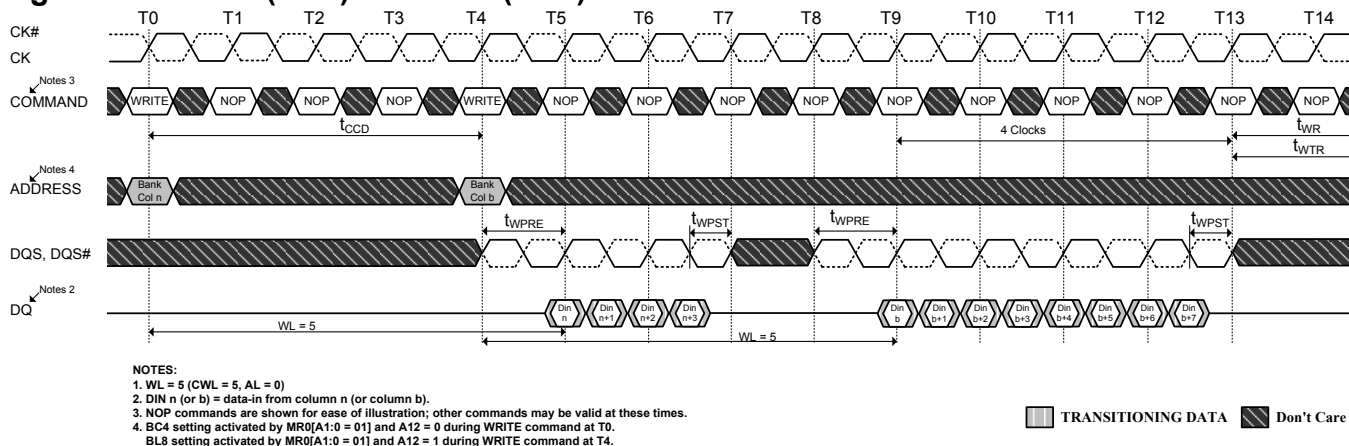 T0 T1 T2 T3 T4 T5 T6 T7 T8 T9 T10 T11 T12 T13 T14
CK#
CK
Notes 3
COMMAND
WRITE NOP NOP NOP WRITE NOP NOP NOP NOP NOP NOP NOP NOP NOP NOP
tCCD
4 Clocks
tWR
tWTR
Notes 4
ADDRESS
Bank Bank
Col n Col b
tWPRE tWPST tWPRE tWPST
DQS, DQS#
Notes 2
DQ
Din Din Din Din Din Din Din Din Din Din Din Din
n n+1 n+2 n+3 b b+1 b+2 b+3 b+4 b+5 b+6 b+7
WL = 5
WL = 5
NOTES:
1. WL = 5 (CWL = 5, AL = 0)
2. DIN n (or b) = data-in from column n (or column b).
3. NOP commands are shown for ease of illustration; other commands may be valid at these times.
4. BC4 setting activated by MR0[A1:0 = 01] and A12 = 0 during WRITE command at T0.
BL8 setting activated by MR0[A1:0 = 01] and A12 = 1 during WRITE command at T4.
TRANSITIONING DATA Don't Care